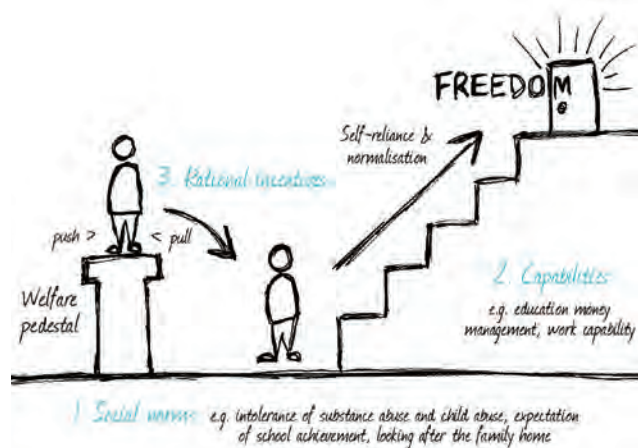 FREEDOM
Self-reliance &
normalisation
3. Rational incentives
push >
< pull
Welfare
pedestal
2. Capabilities
e.g. education money
management, work capability
1. Social norms e.g. intolerance of substance abuse and child abuse, expectation
of school achievement, looking after the family home